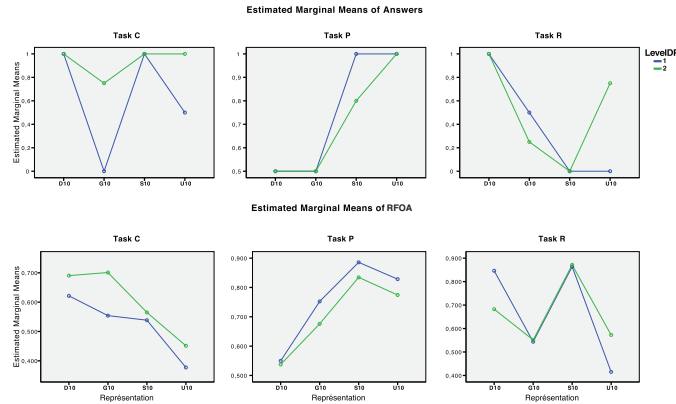 Estimated Marginal Means of Answers
Task C
Task P
Task R
LevelDP
1
2
Estimated Marginal Means
1
0,8
0,6
0,4
0,2
0
D10 G10 S10 U10
1
0,9
0,8
0,7
0,6
0,5
D10 G10 S10 U10
1
0,8
0,6
0,4
0,2
0
D10 G10 S10 U10
Estimated Marginal Means of RFOA
Task C
Task P
Task R
Estimated Marginal Means
0,700
0,600
0,500
0,400
D10 G10 S10 U10
Représentation
0,900
0,800
0,700
0,600
0,500
D10 G10 S10 U10
Représentation
0,900
0,800
0,700
0,600
0,500
0,400
D10 G10 S10 U10
Représentation